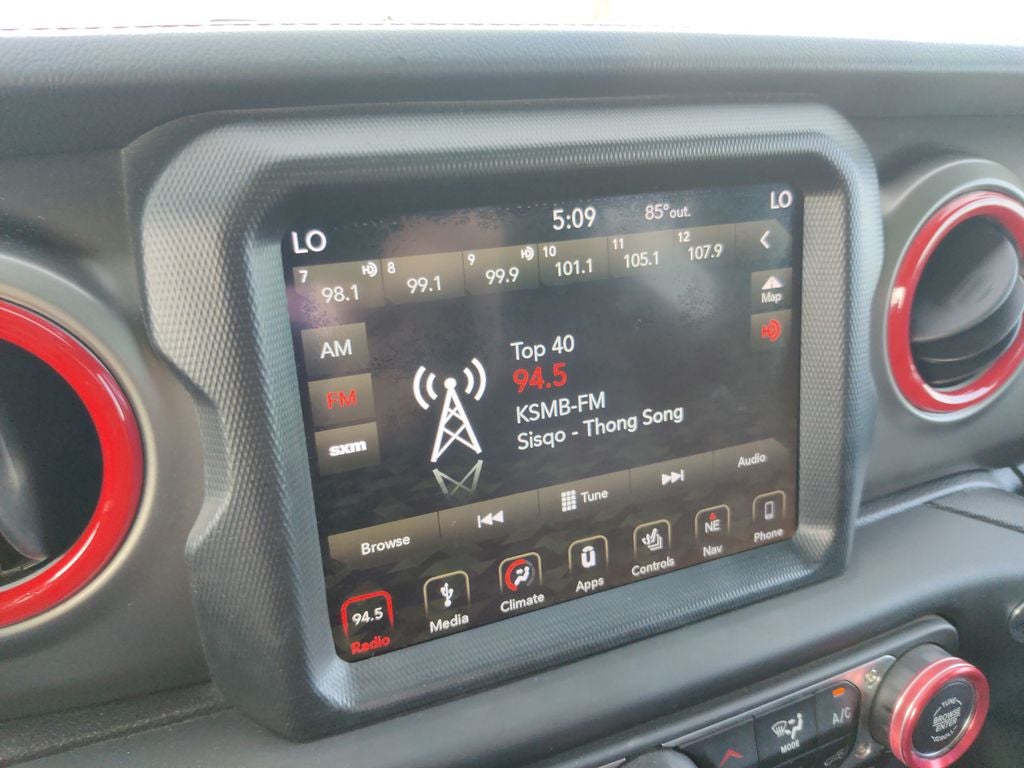 LO 5:09 85° out. LO
7 98.1 8 99.1 9 99.9 10 101.1 11 105.1 12 107.9
Map
AM
FM
sxm
Top 40
94.5
KSMB-FM
Sisqo - Thong Song
Browse Tune Audio
94.5 NE
Radio Media Climate Apps Controls Nav Phone
MODE A/C
TUNE
BROWSE
ENTER
SCROLL